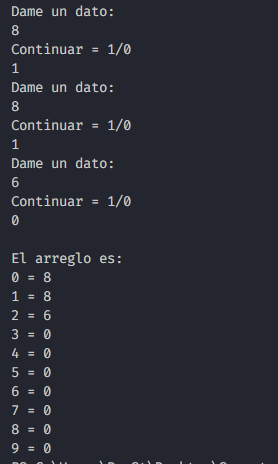 Dame un dato:
8
Continuar = 1/0
1
Dame un dato:
8
Continuar = 1/0
1
Dame un dato:
6
Continuar = 1/0
0
El arreglo es:
0 = 8
1 = 8
2 = 6
3 = 0
4 = 0
5 = 0
6 = 0
7 = 0
8 = 0
9 = 0